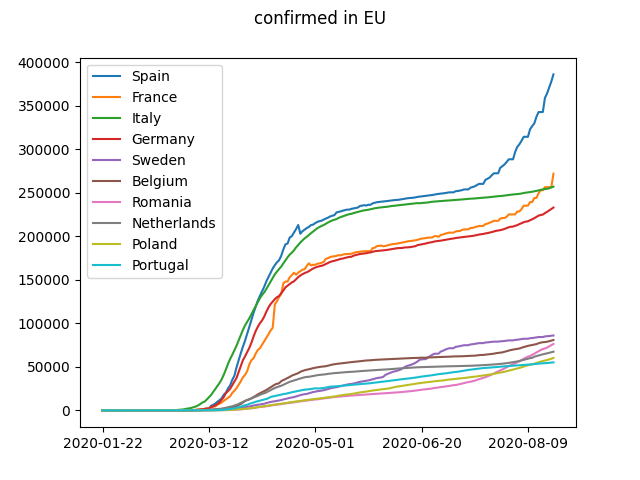 confirmed in EU
400000
350000
300000
250000
200000
150000
100000
50000
0
Spain
France
Italy
Germany
Sweden
Belgium
Romania
Netherlands
Poland
Portugal
2020-01-22 2020-03-12 2020-05-01 2020-06-20 2020-08-09